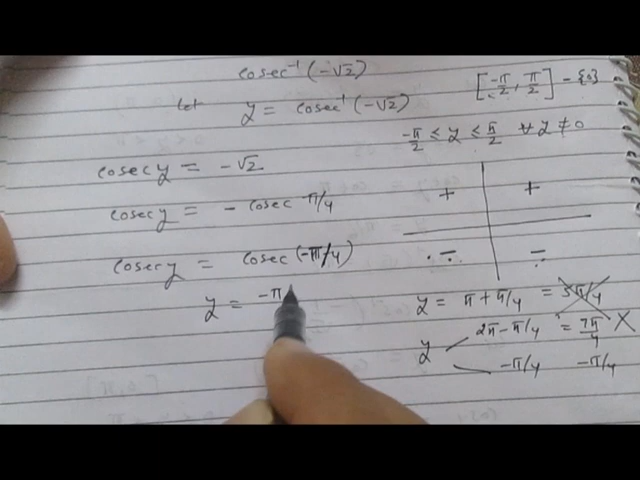 cosec⁻¹(-√2)
let y = cosec⁻¹(-√2)
cosec y = -√2
cosec y = - cosec π/4
cosec y = cosec (-π/4)
y = -π
[-π/2, π/2] - {0}
-π/2 ≤ y ≤ π/2 ∀ y ≠ 0
+ +
- -
y = π + π/4 = 5π/4
y 2π - π/4 = 7π/4 X
-π/4 -π/4